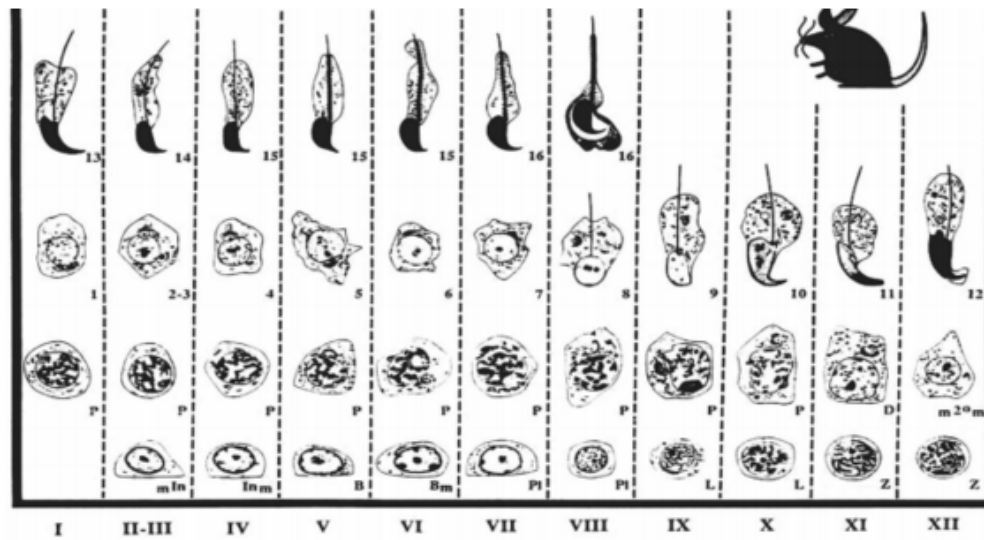 13 14 15 15 15 16 16
1 2-3 4 5 6 7 8 9 10 11 12
P P P P P P P P P D m2°m
mIn Inm B Bm Pl Pl L L Z Z
I II-III IV V VI VII VIII IX X XI XII